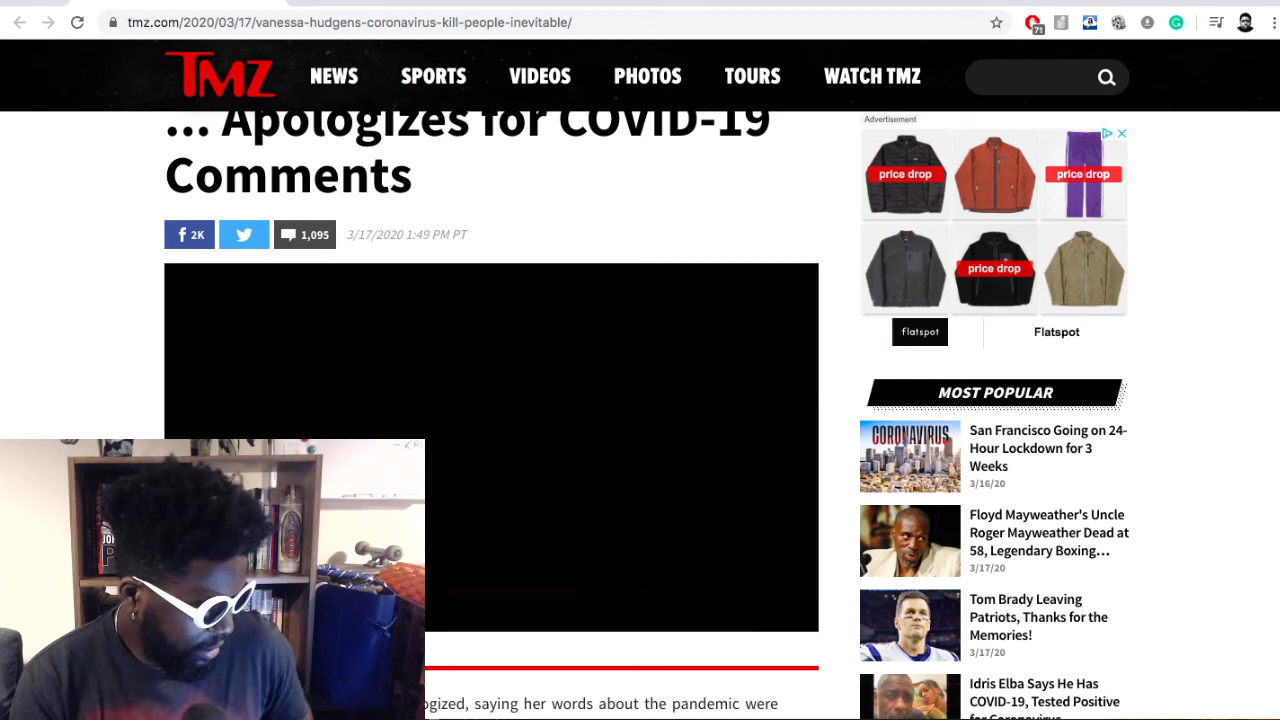 tmz.com/2020/03/17/vanessa-hudgens-coronavirus-kill-people-inevitable/
71
TMZ
NEWS
SPORTS
VIDEOS
PHOTOS
TOURS
WATCH TMZ
... Apologizes for COVID-19
Comments
2K
1,095
3/17/2020 1:49 PM PT
Advertisement
price drop
price drop
price drop
flatspot
Flatspot
MOST POPULAR
CORONAVIRUS
San Francisco Going on 24-
Hour Lockdown for 3
Weeks
3/16/20
Floyd Mayweather's Uncle
Roger Mayweather Dead at
58, Legendary Boxing...
3/17/20
Tom Brady Leaving
Patriots, Thanks for the
Memories!
3/17/20
Idris Elba Says He Has
COVID-19, Tested Positive
for Coronavirus
saying her words about the pandemic were